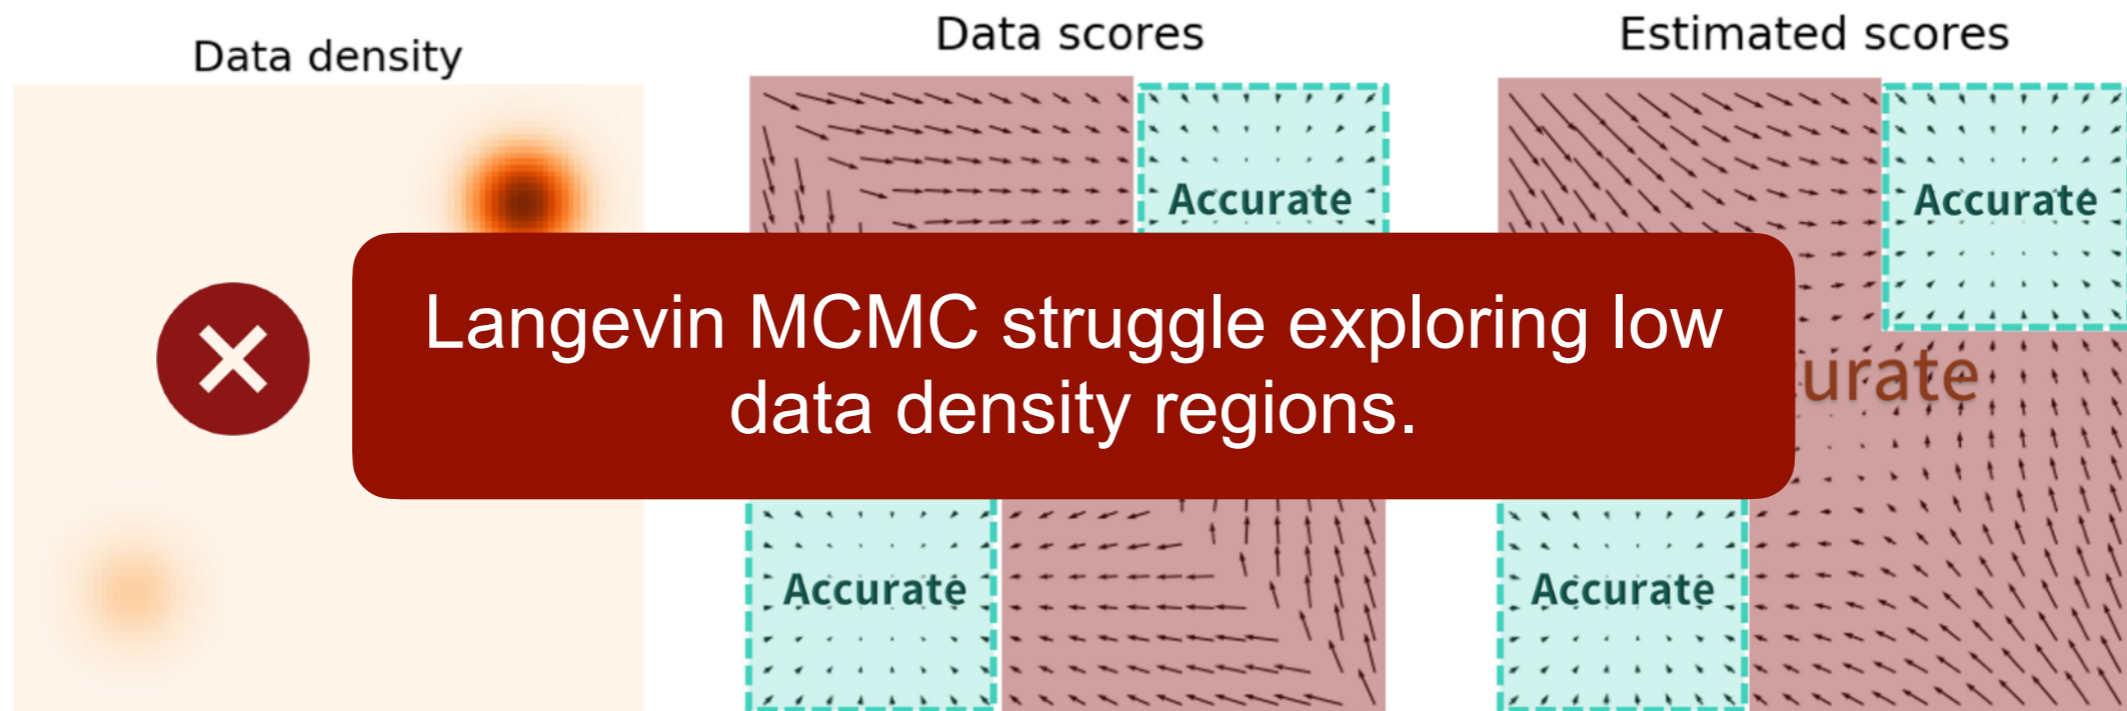 Data density
Data scores
Estimated scores
Accurate
Accurate
Langevin MCMC struggle exploring low
data density regions.
Accurate
Accurate